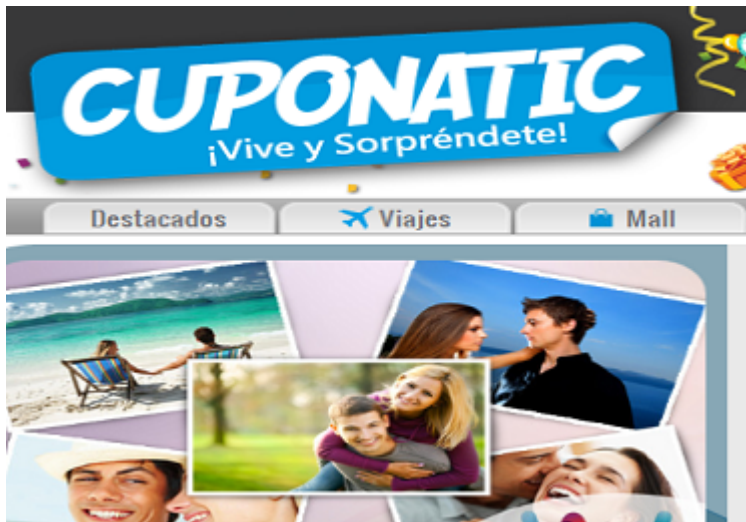 CUPONATIC
¡Vive y Sorpréndete!
Destacados
Viajes
Mall